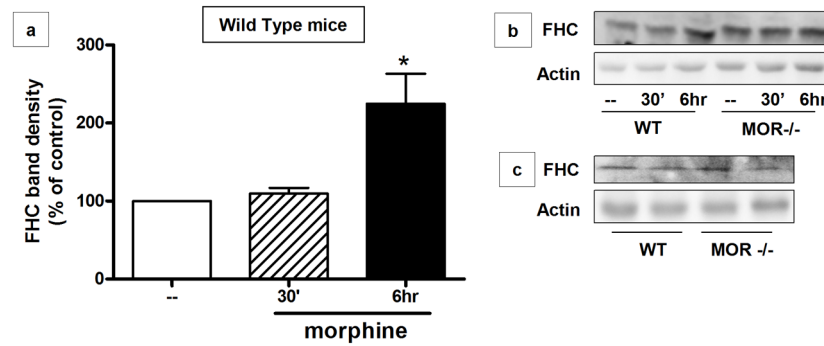 a
Wild Type mice
FHC band density
(% of control)
300
200
100
0
*
-- 30' 6hr
morphine
b
FHC
Actin
-- 30’ 6hr -- 30’ 6hr
WT MOR-/-
c
FHC
Actin
WT MOR -/-